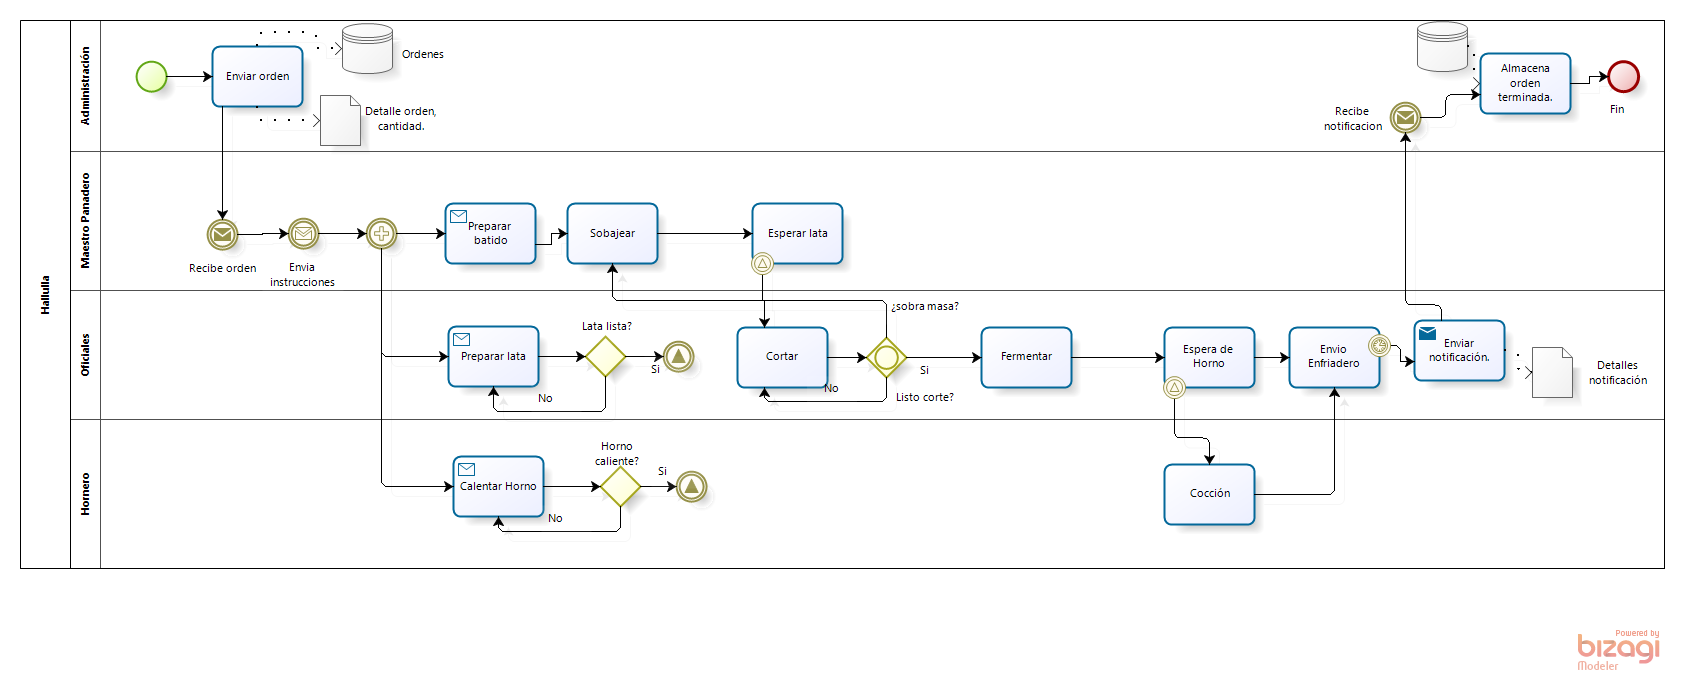 Hallulla
Administración
Enviar orden
Ordenes
Detalle orden,
cantidad.
Recibe
notificacion
Almacena
orden
terminada.
Fin
Maestro Panadero
Recibe orden
Envia
instrucciones
Preparar
batido
Sobajear
Esperar lata
Oficiales
Preparar lata
Lata lista?
Si
No
Cortar
¿sobra masa?
Si
No
Listo corte?
Fermentar
Espera de
Horno
Envio
Enfriadero
Enviar
notificación.
Detalles
notificación
Hornero
Calentar Horno
Horno
caliente?
Si
No
Cocción
Powered by
bizagi
Modeler